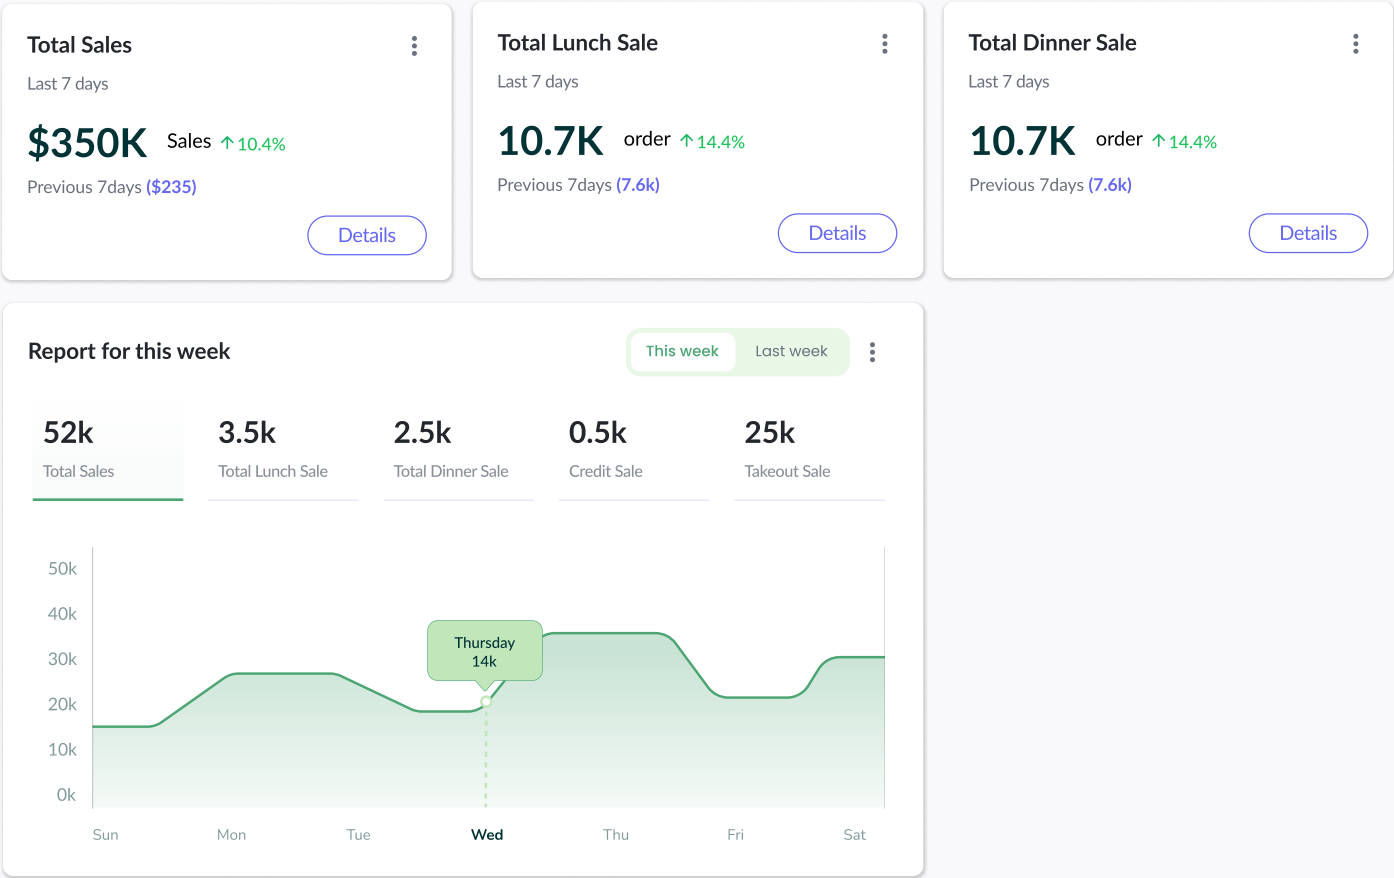 Total Sales
Last 7 days
$350K Sales ↑10.4%
Previous 7days ($235)
Details
Total Lunch Sale
Last 7 days
10.7K order ↑14.4%
Previous 7days (7.6k)
Details
Total Dinner Sale
Last 7 days
10.7K order ↑14.4%
Previous 7days (7.6k)
Details
Report for this week
This week Last week
52k
Total Sales
3.5k
Total Lunch Sale
2.5k
Total Dinner Sale
0.5k
Credit Sale
25k
Takeout Sale
50k
40k
30k
20k
10k
0k
Thursday
14k
Sun Mon Tue Wed Thu Fri Sat